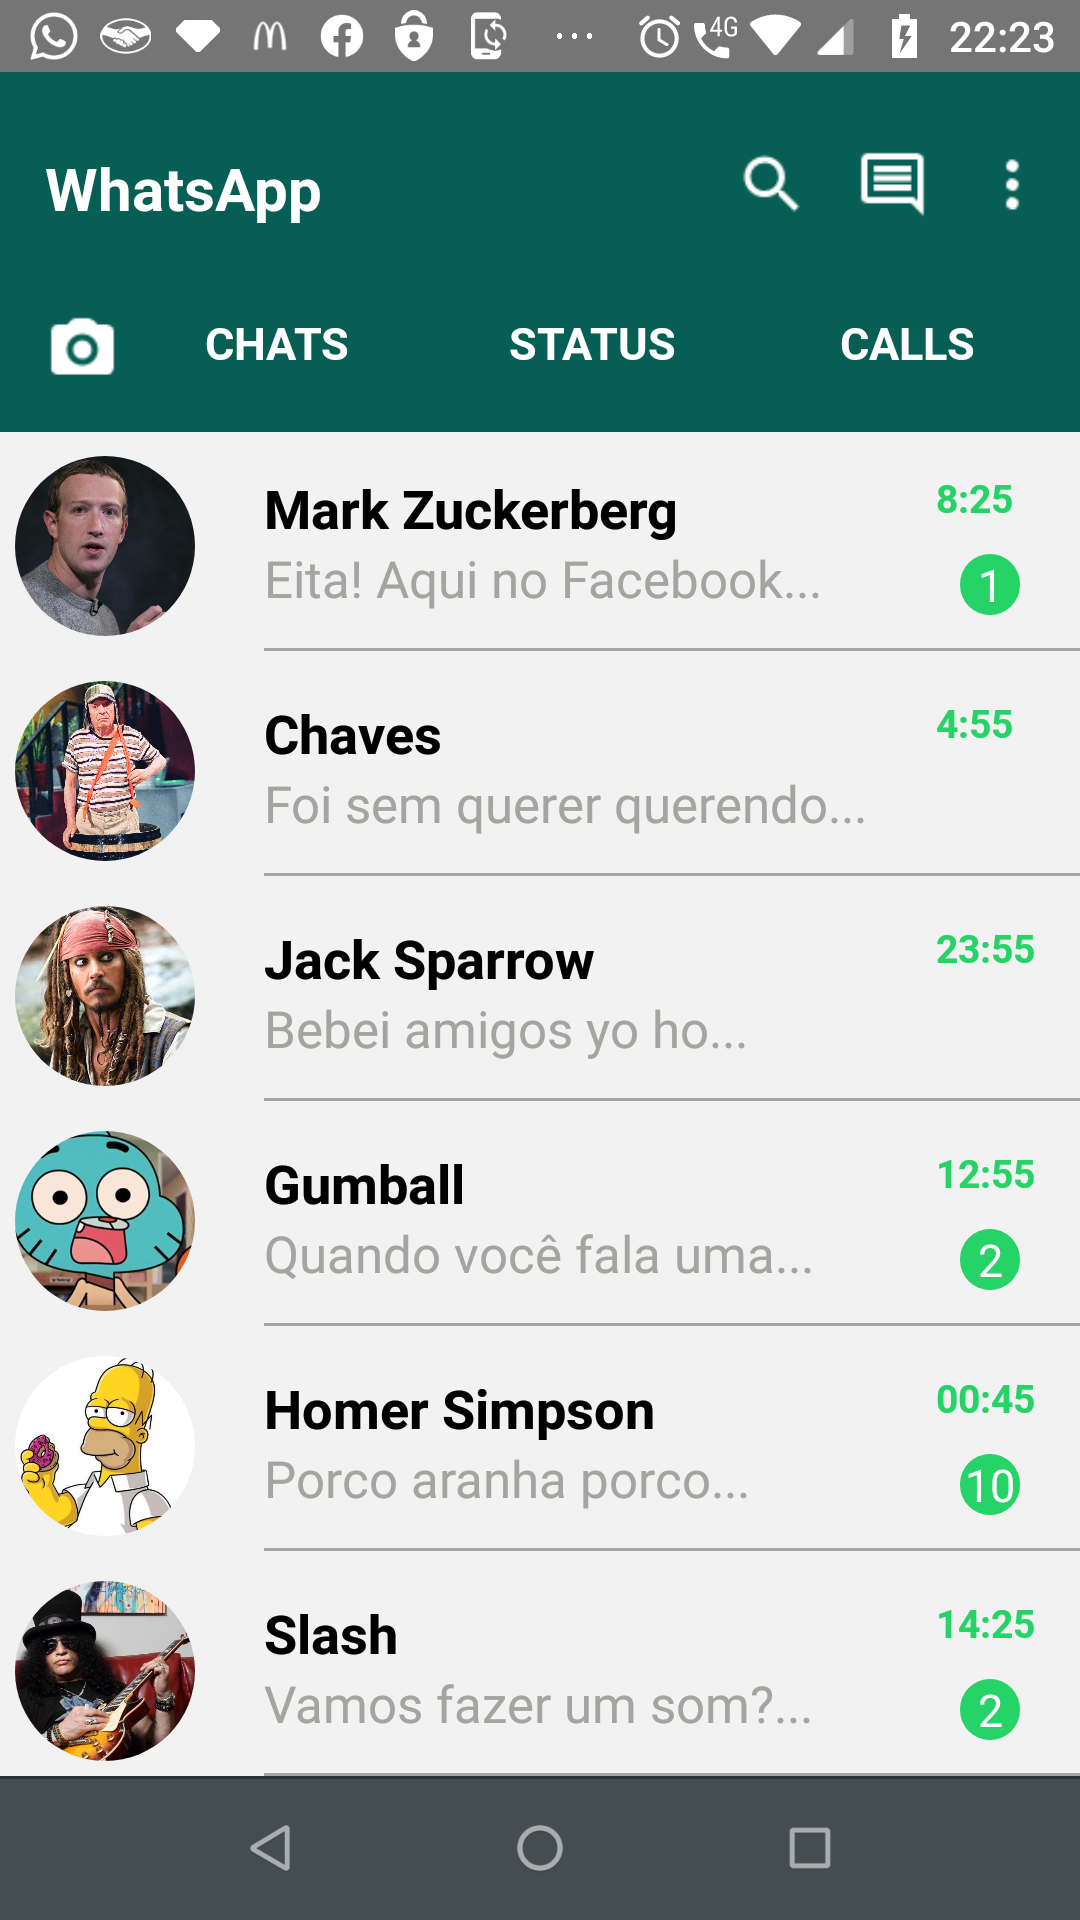 4G 22:23
WhatsApp
CHATS STATUS CALLS
Mark Zuckerberg 8:25
Eita! Aqui no Facebook... 1
Chaves 4:55
Foi sem querer querendo...
Jack Sparrow 23:55
Bebei amigos yo ho...
Gumball 12:55
Quando você fala uma... 2
Homer Simpson 00:45
Porco aranha porco... 10
Slash 14:25
Vamos fazer um som?... 2